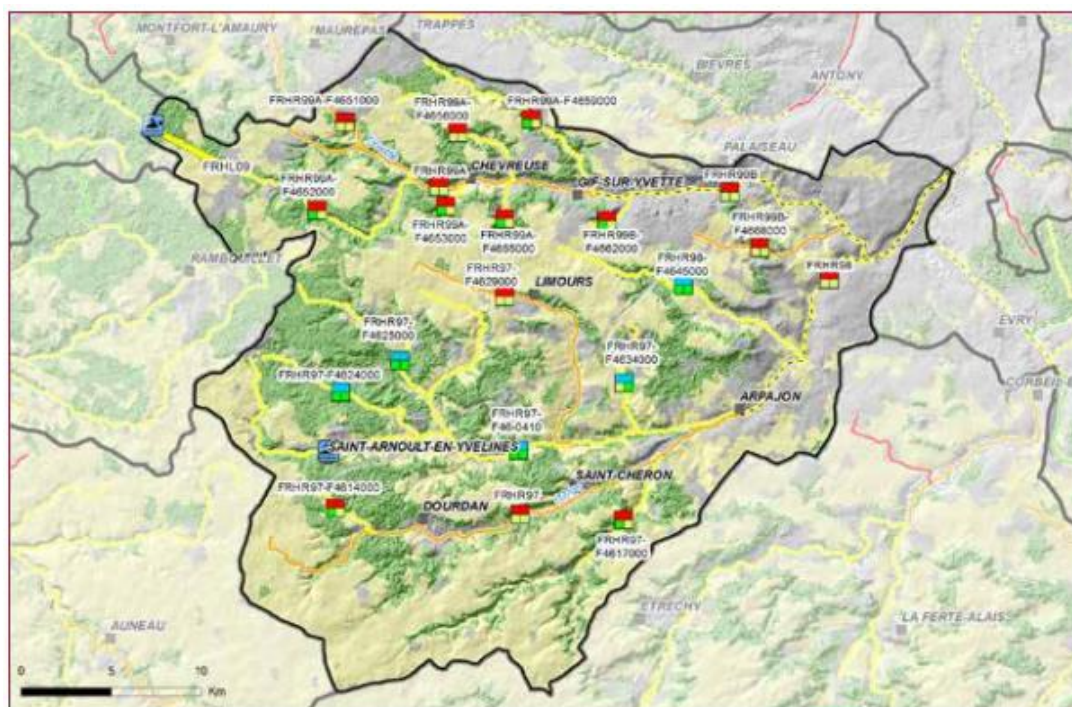 TRAPPES
MONTFORT-L'AMAURY
MAUREPAS
BIEVRES
ANTONY
FRHR99A-F4651000
FRHR99A-
F4656000
FRHR99A-F4659000
PALAISEAU
FRHL09
CHEVREUSE
FRHR99A-
F4652000
FRHR99A
GIF-SUR-YVETTE
FRHR99B
FRHR99A-
F4653000
FRHR99A-
F4655000
FRHR99B-
F4662000
FRHR99B-
F4668000
RAMBOUILLET
FRHR97-
F4629000
LIMOURS
FRHR98-
F4645000
FRHR98
EVRY
FRHR97-
F4625000
FRHR97-
F4634000
FRHR97-F4624000
ARPAJON
FRHR97-
F46-0410
SAINT-ARNOULT-EN-YVELINES
SAINT-CHERON
FRHR97-F4614000
DOURDAN
FRHR97
FRHR97-
F4617000
ETRECHY
AUNEAU
LA FERTE-ALAIS
0 5 10
Km